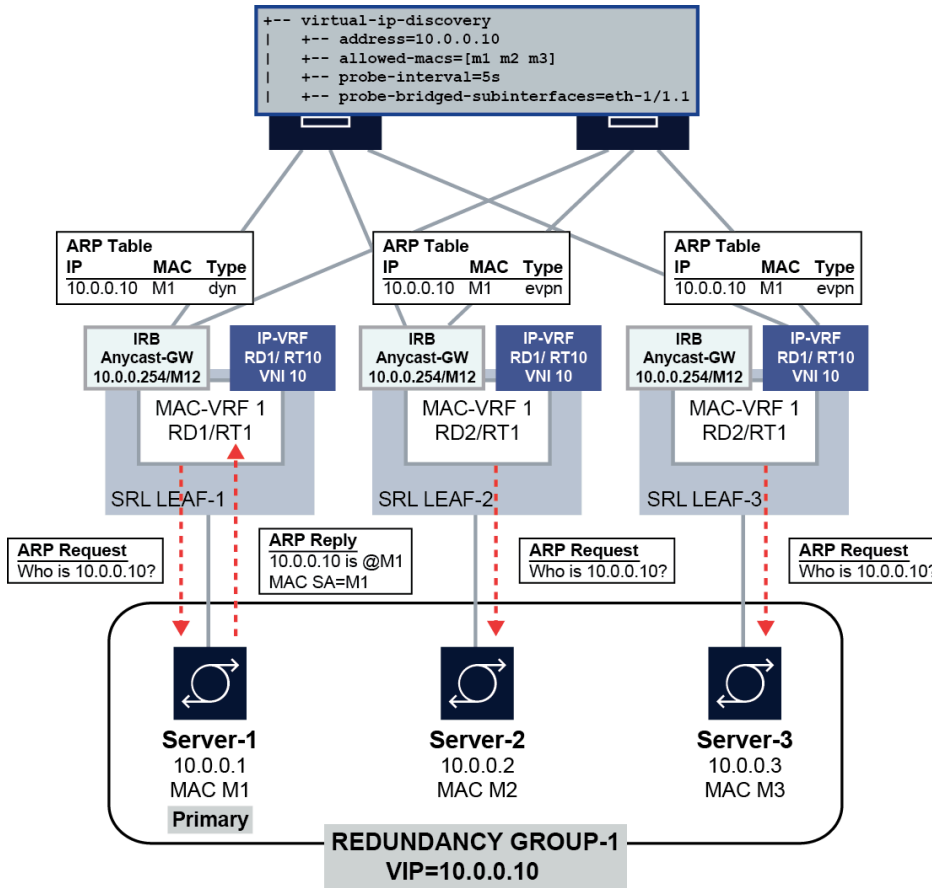 +-- virtual-ip-discovery
|   +-- address=10.0.0.10
|   +-- allowed-macs=[m1 m2 m3]
|   +-- probe-interval=5s
|   +-- probe-bridged-subinterfaces=eth-1/1.1
ARP Table
IP MAC Type
10.0.0.10 M1 dyn
ARP Table
IP MAC Type
10.0.0.10 M1 evpn
ARP Table
IP MAC Type
10.0.0.10 M1 evpn
IRB
Anycast-GW
10.0.0.254/M12
IP-VRF
RD1/ RT10
VNI 10
IRB
Anycast-GW
10.0.0.254/M12
IP-VRF
RD1/ RT10
VNI 10
IRB
Anycast-GW
10.0.0.254/M12
IP-VRF
RD1/ RT10
VNI 10
MAC-VRF 1
RD1/RT1
MAC-VRF 1
RD2/RT1
MAC-VRF 1
RD2/RT1
SRL LEAF-1
SRL LEAF-2
SRL LEAF-3
ARP Request
Who is 10.0.0.10?
ARP Reply
10.0.0.10 is @M1
MAC SA=M1
ARP Request
Who is 10.0.0.10?
ARP Request
Who is 10.0.0.10?
Server-1
10.0.0.1
MAC M1
Primary
Server-2
10.0.0.2
MAC M2
Server-3
10.0.0.3
MAC M3
REDUNDANCY GROUP-1
VIP=10.0.0.10